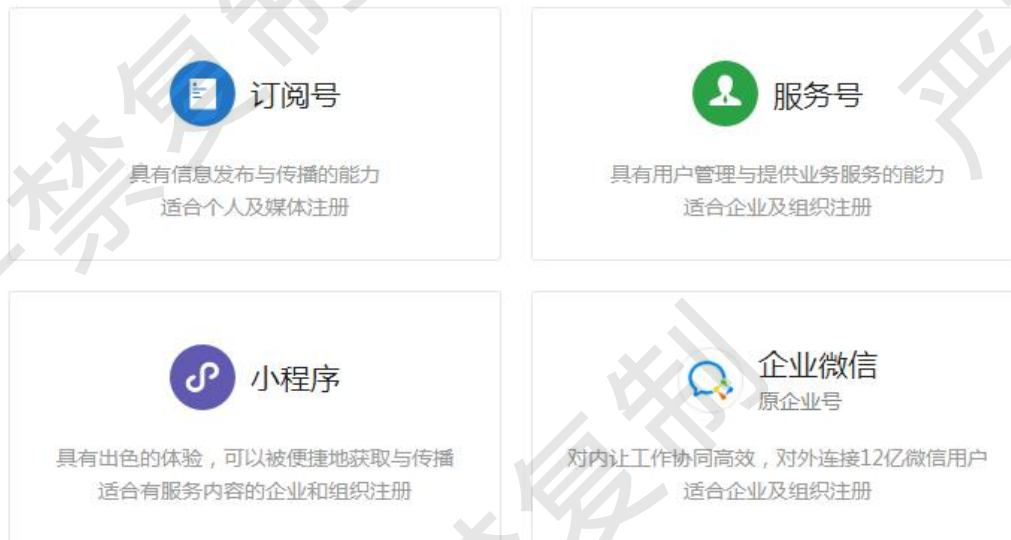 订阅号
具有信息发布与传播的能力
适合个人及媒体注册
服务号
具有用户管理与提供业务服务的能力
适合企业及组织注册
小程序
具有出色的体验，可以被便捷地获取与传播
适合有服务内容的企业和组织注册
企业微信
原企业号
对内让工作协同高效，对外连接12亿微信用户
适合企业及组织注册
严禁复制